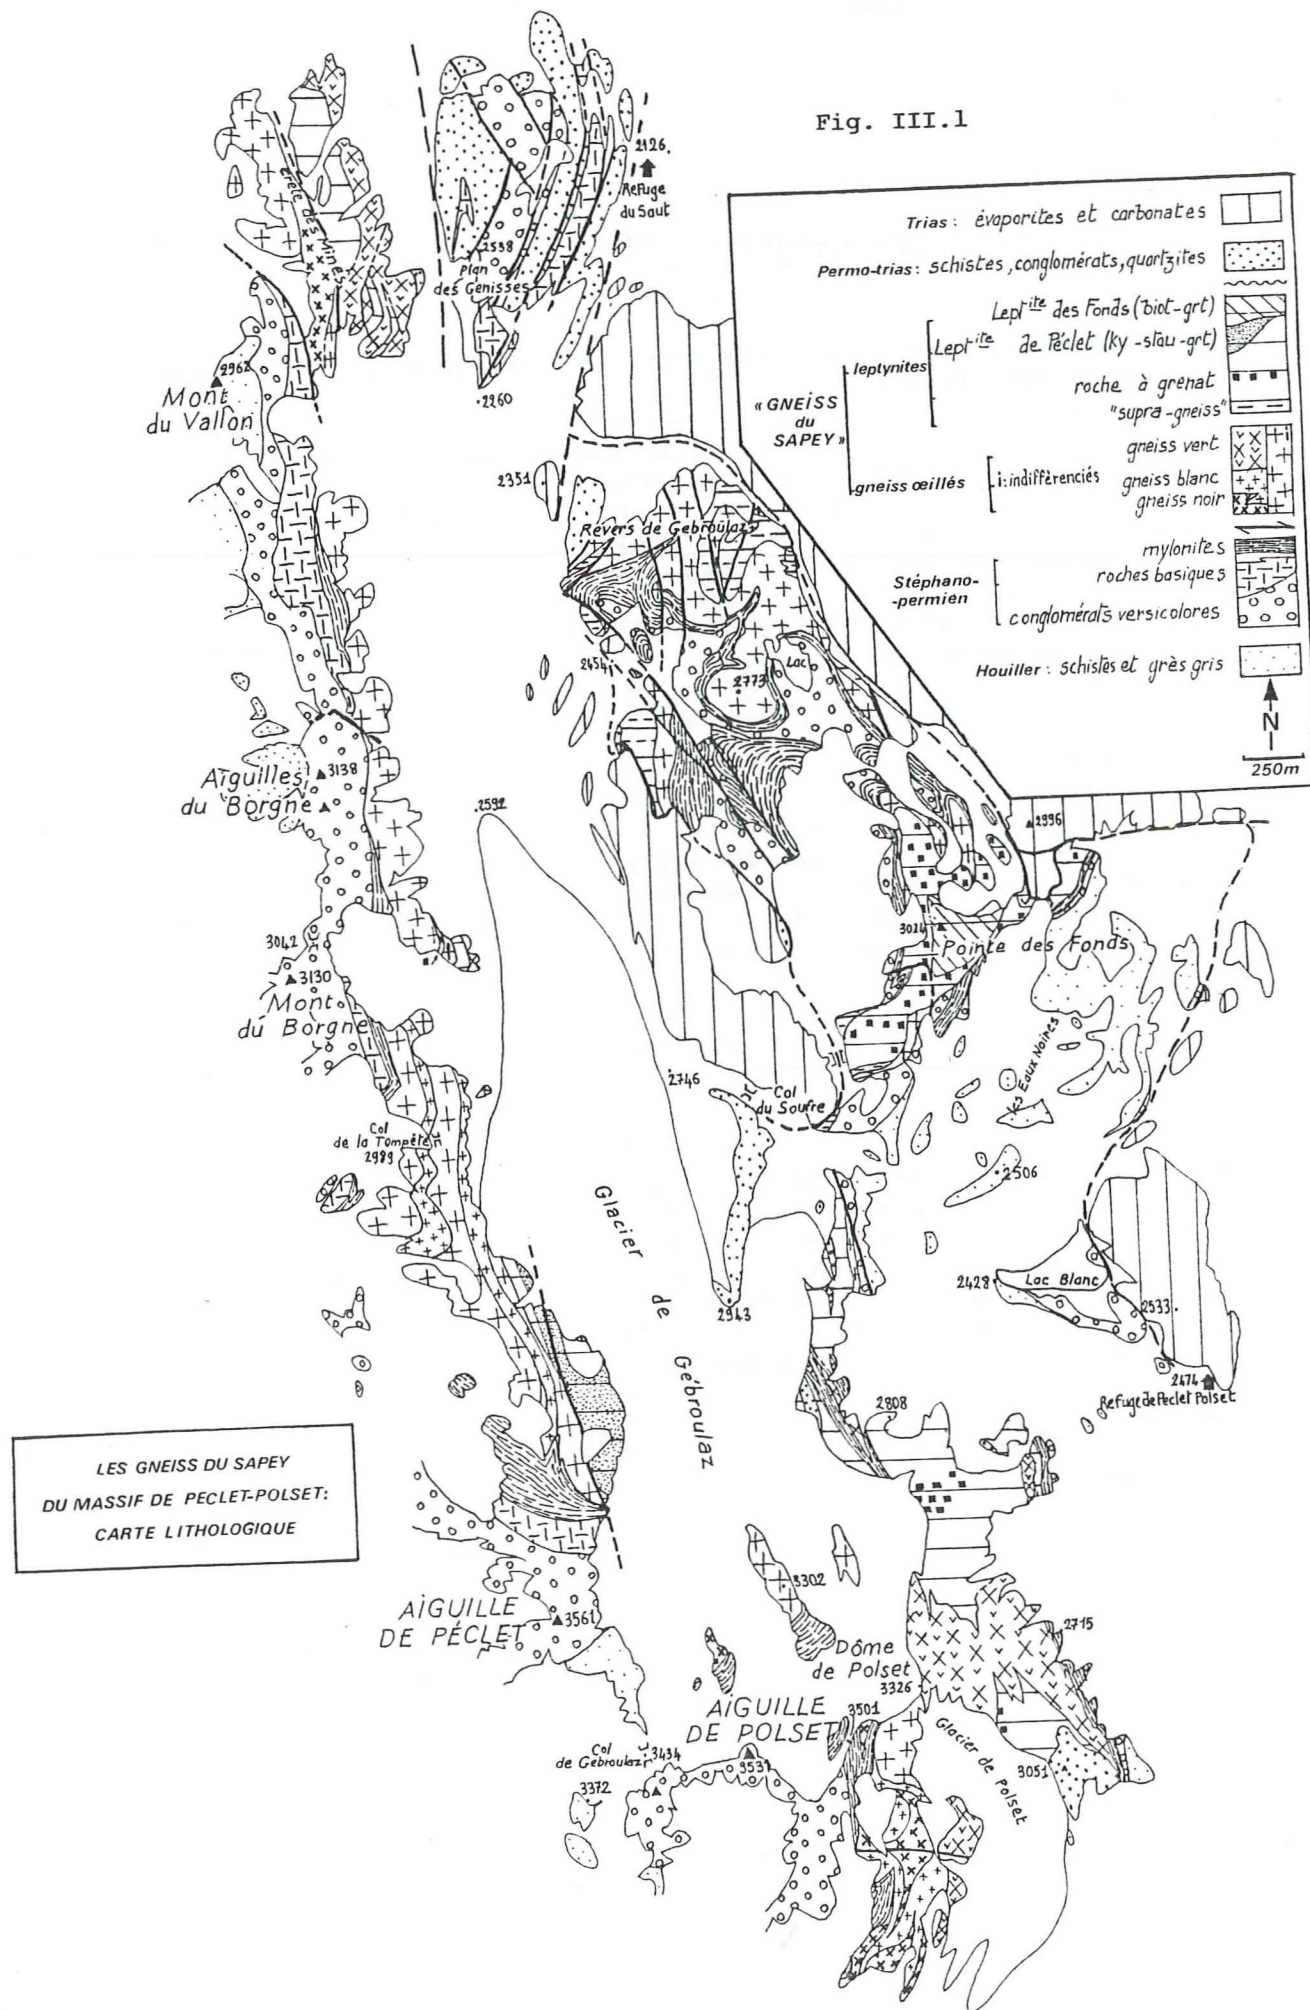 Fig. III.1
Trias : évaporites et carbonates
Permo-trias : schistes, conglomérats, quartzites
Lept ite des Fonds (biot-grt)
Lept ite de Péclet (ky-stau-grt)
leptynites
roche à grenat
"supra-gneiss"
« GNEISS
du
SAPEY »
gneiss vert
gneiss œillés
i: indifférenciés
gneiss blanc
gneiss noir
mylonites
Stéphano-
-permien
roches basiques
conglomérats versicolores
Houiller : schistes et grès gris
N
250m
2126
Refuge
du Saut
Crête des Mines
2538
Plan
des Génisses
2260
2962
Mont
du Vallon
2351
Revers de Gébroulaz
2454
2773
Lac
3138
Aiguilles
du Borgne
2592
2996
3024
Pointe des Fonds
3042
3130
Mont
du Borgne
Les Eaux Noires
2746
Col
du Soufre
Col
de la Tempête
2989
2506
Glacier
de
Gébroulaz
2943
2428
Lac Blanc
2533
2474
Refuge de Peclet Polset
2808
LES GNEISS DU SAPEY
DU MASSIF DE PECLET-POLSET:
CARTE LITHOLOGIQUE
3302
AIGUILLE
DE PÉCLET
3561
2715
Dôme
de Polset
3326
AIGUILLE
DE POLSET
3501
Glacier de Polset
Col
de Gébroulaz
3434
3531
3051
3372